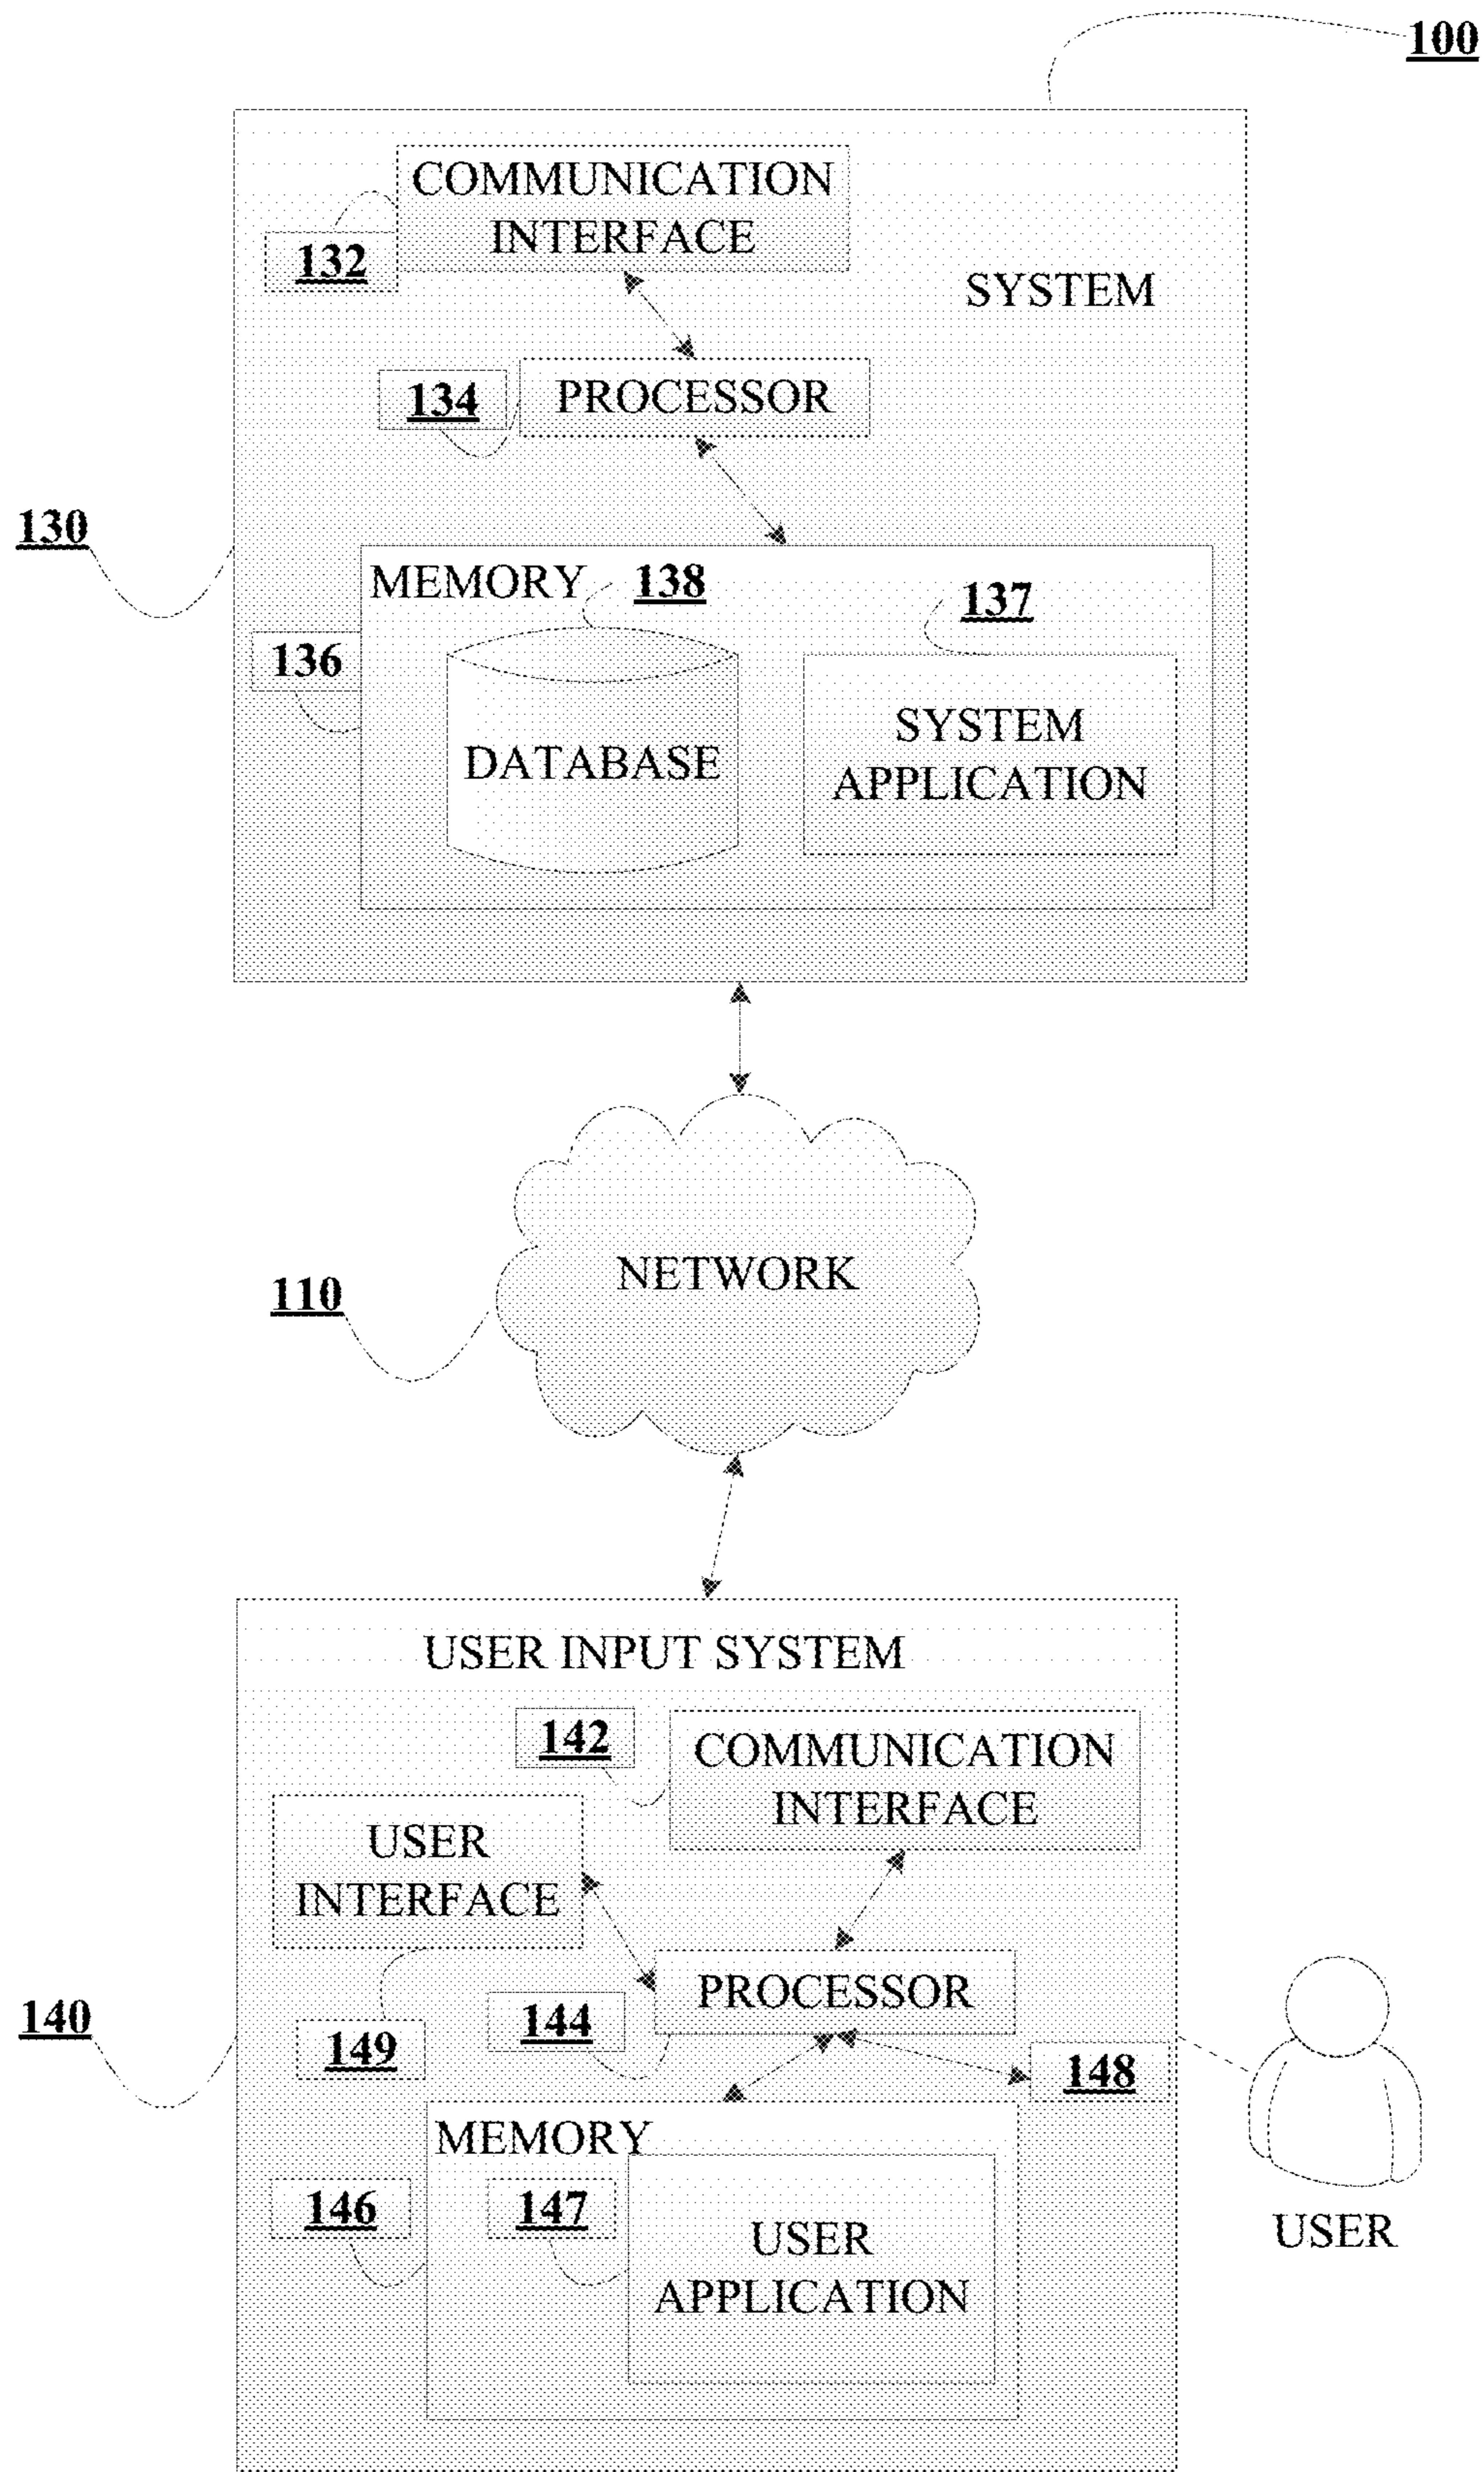 100
COMMUNICATION
INTERFACE
132
SYSTEM
134
PROCESSOR
130
MEMORY
138
137
136
DATABASE
SYSTEM
APPLICATION
NETWORK
110
USER INPUT SYSTEM
142
COMMUNICATION
INTERFACE
USER
INTERFACE
PROCESSOR
144
140
149
148
MEMORY
146
147
USER
APPLICATION
USER